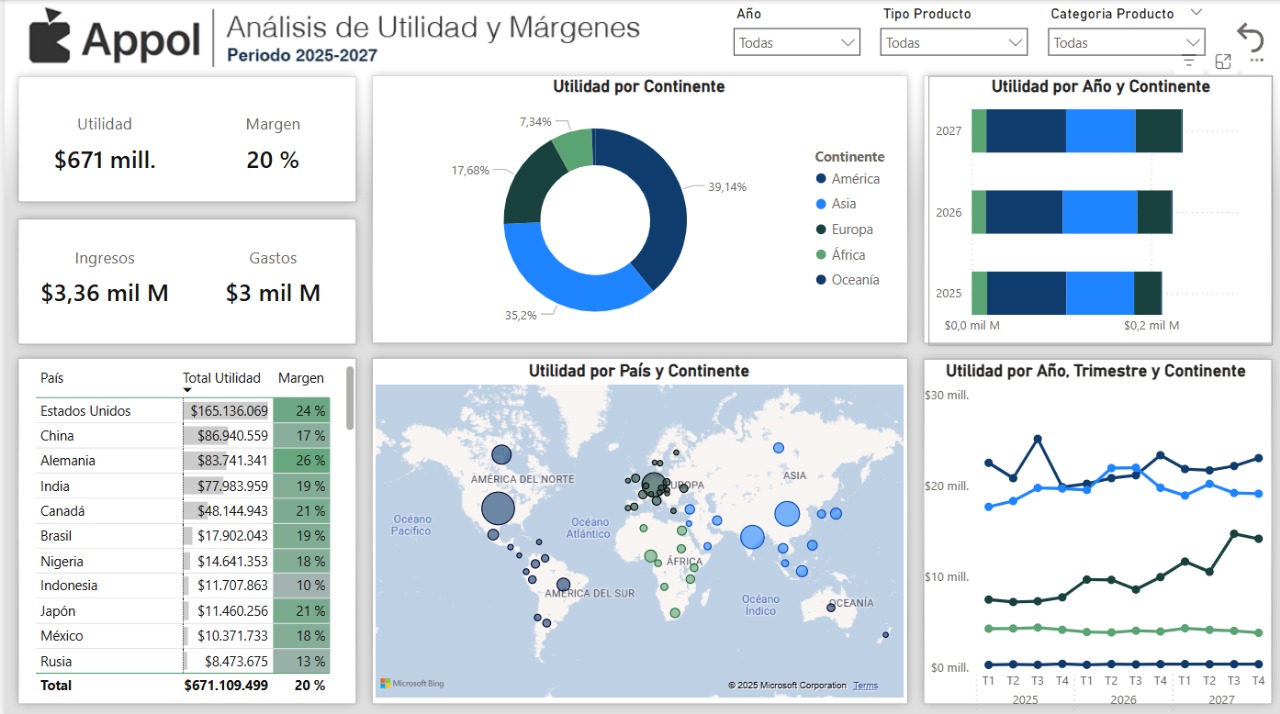 Appol
Análisis de Utilidad y Márgenes
Periodo 2025-2027
Año
Todas
Tipo Producto
Todas
Categoria Producto
Todas
Utilidad
$671 mill.
Margen
20 %
Ingresos
$3,36 mil M
Gastos
$3 mil M
Utilidad por Continente
7,34%
17,68%
39,14%
35,2%
Continente
América
Asia
Europa
África
Oceanía
Utilidad por Año y Continente
2027
2026
2025
$0,0 mil M
$0,2 mil M
País Total Utilidad Margen
Estados Unidos $165.136.069 24 %
China $86.940.559 17 %
Alemania $83.741.341 26 %
India $77.983.959 19 %
Canadá $48.144.943 21 %
Brasil $17.902.043 19 %
Nigeria $14.641.353 18 %
Indonesia $11.707.863 10 %
Japón $11.460.256 21 %
México $10.371.733 18 %
Rusia $8.473.675 13 %
Total $671.109.499 20 %
Utilidad por País y Continente
AMÉRICA DEL NORTE
EUROPA
ASIA
Océano
Pacífico
Océano
Atlántico
ÁFRICA
AMÉRICA DEL SUR
Océano
Índico
OCEANÍA
Microsoft Bing
© 2025 Microsoft Corporation Terms
Utilidad por Año, Trimestre y Continente
$30 mill.
$20 mill.
$10 mill.
$0 mill.
T1 T2 T3 T4 T1 T2 T3 T4 T1 T2 T3 T4
2025 2026 2027